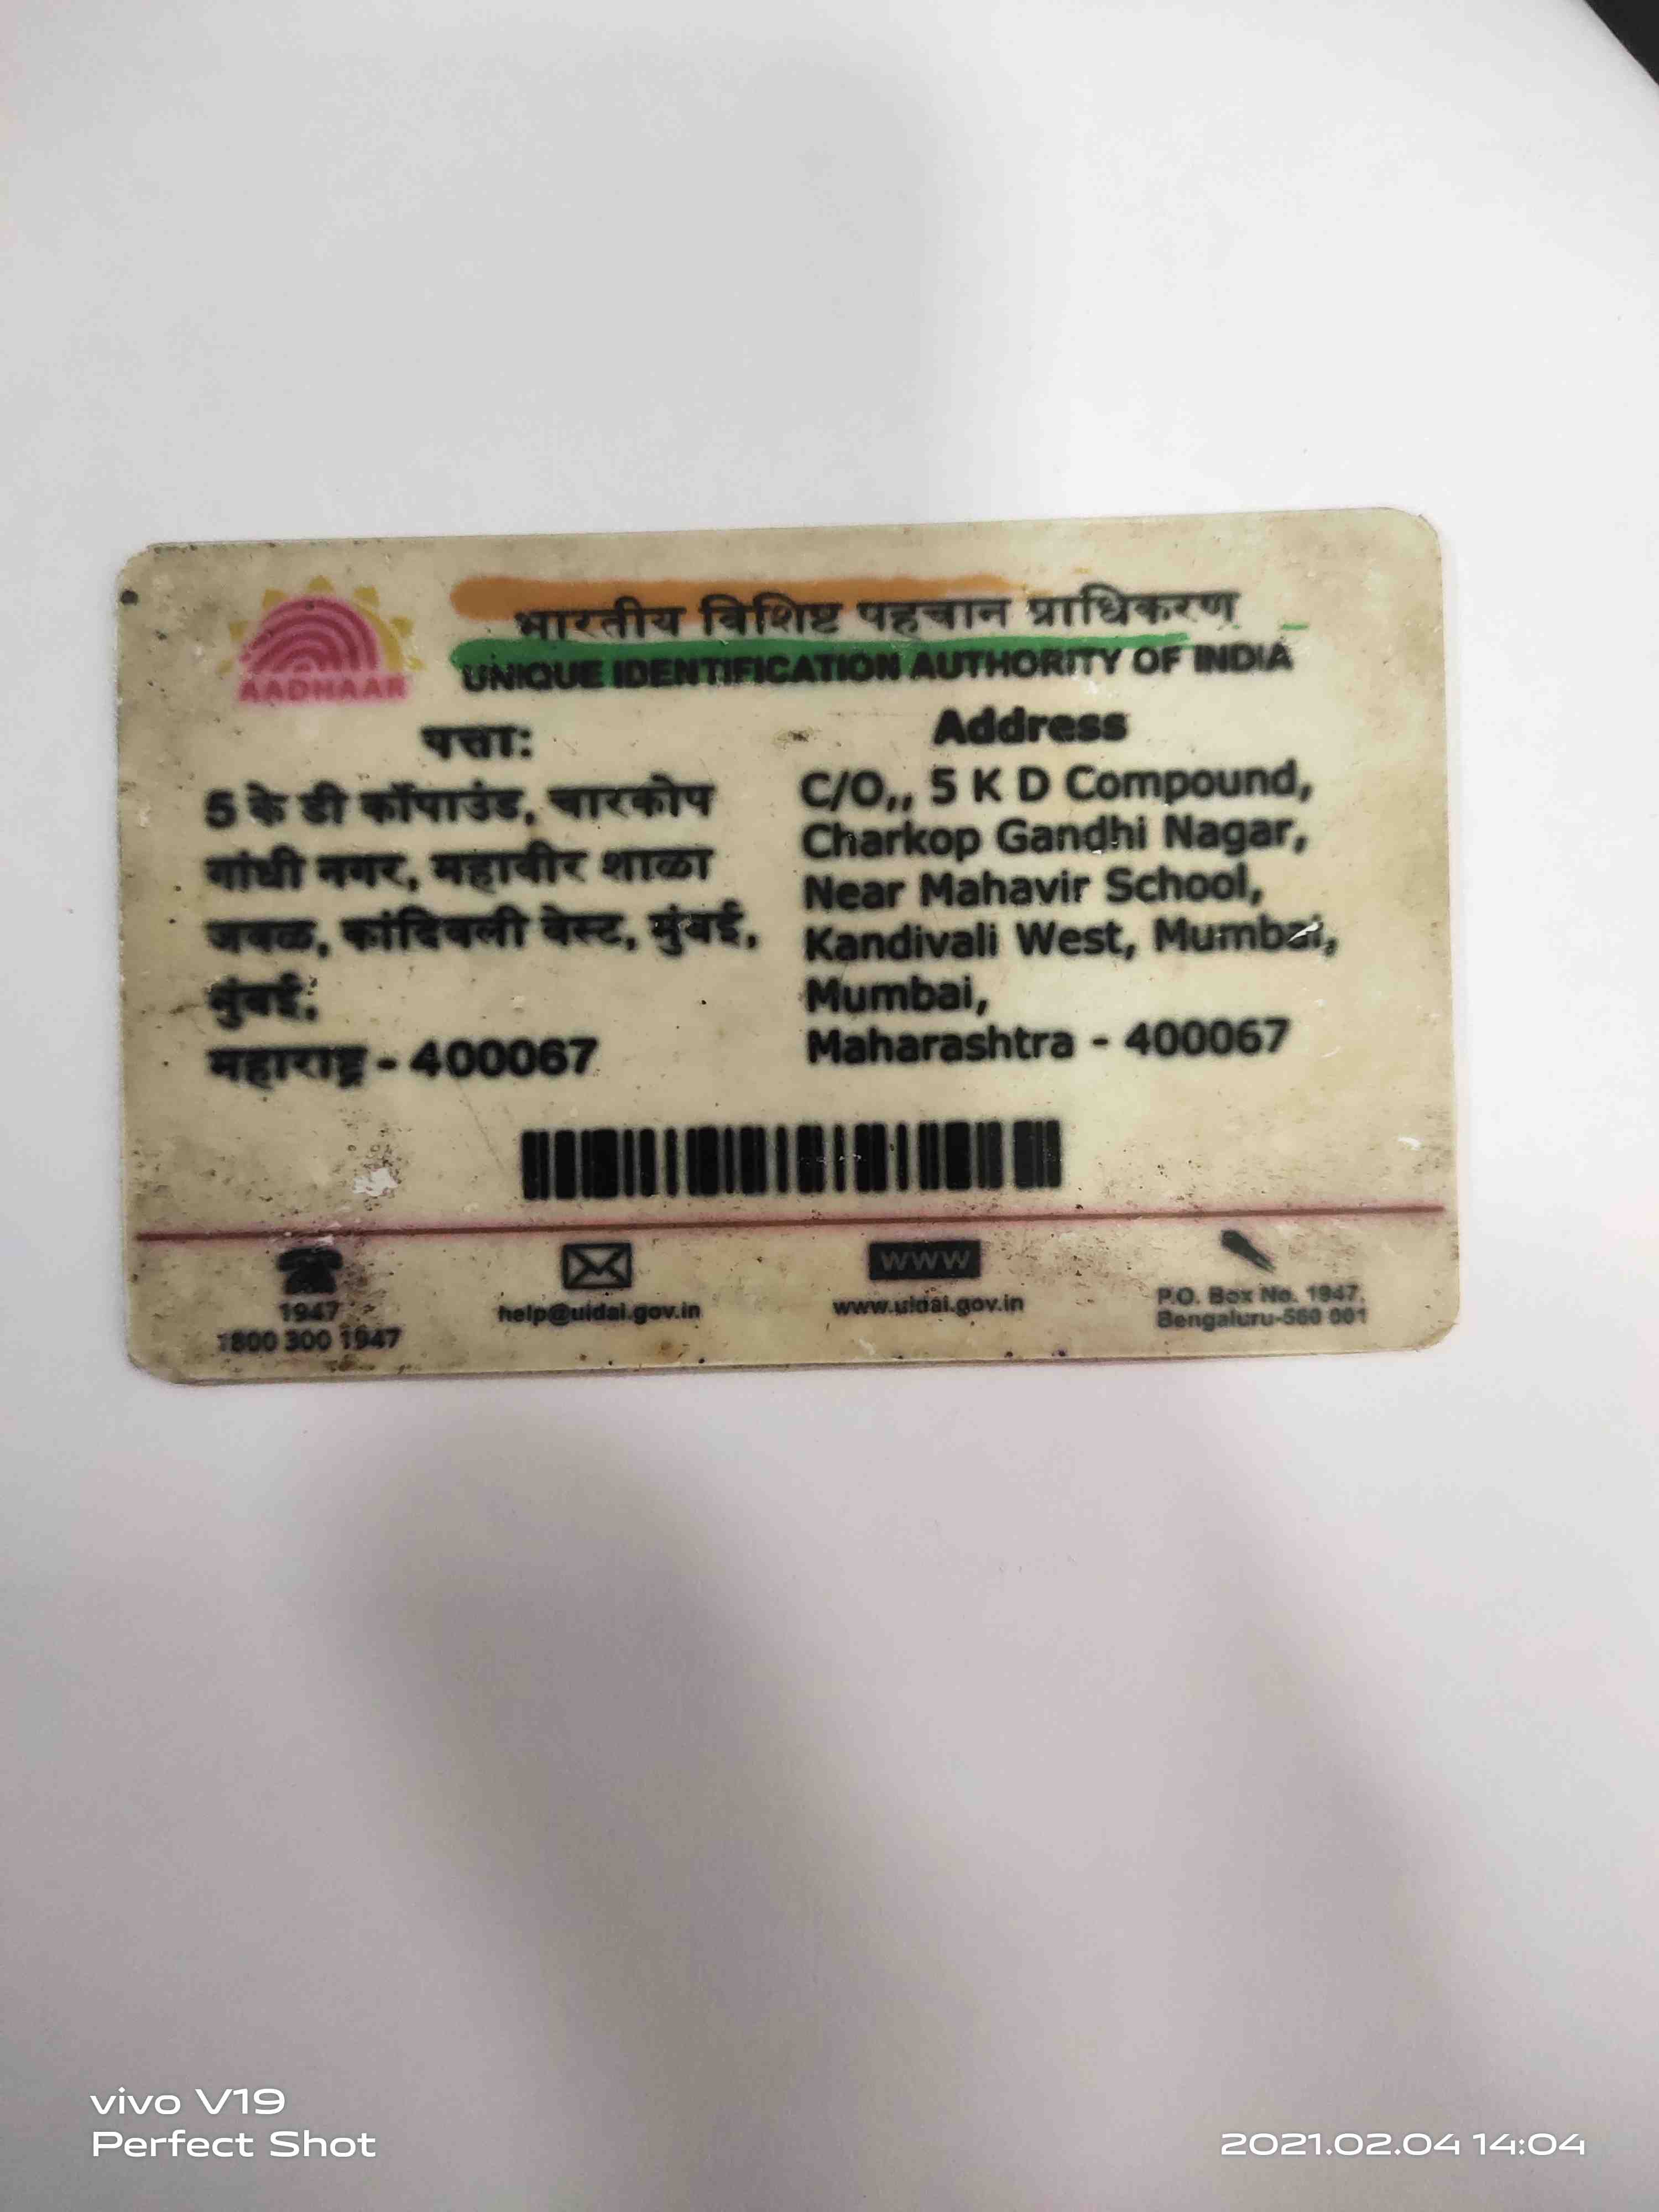 भारतीय विशिष्ट पहचान प्राधिकरण
UNIQUE IDENTIFICATION AUTHORITY OF INDIA
AADHAAR
पत्ता:
5 के डी कॉंपाउंड, चारकोप
गांधी नगर, महावीर शाळा
जवळ, कांदिवली वेस्ट, मुंबई,
मुंबई,
महाराष्ट्र - 400067
Address
C/O,, 5 K D Compound,
Charkop Gandhi Nagar,
Near Mahavir School,
Kandivali West, Mumbai,
Mumbai,
Maharashtra - 400067
1947
1800 300 1947
help@uidai.gov.in
WWW
www.uidai.gov.in
P.O. Box No. 1947,
Bengaluru-560 001
vivo V19
Perfect Shot
2021.02.04 14:04